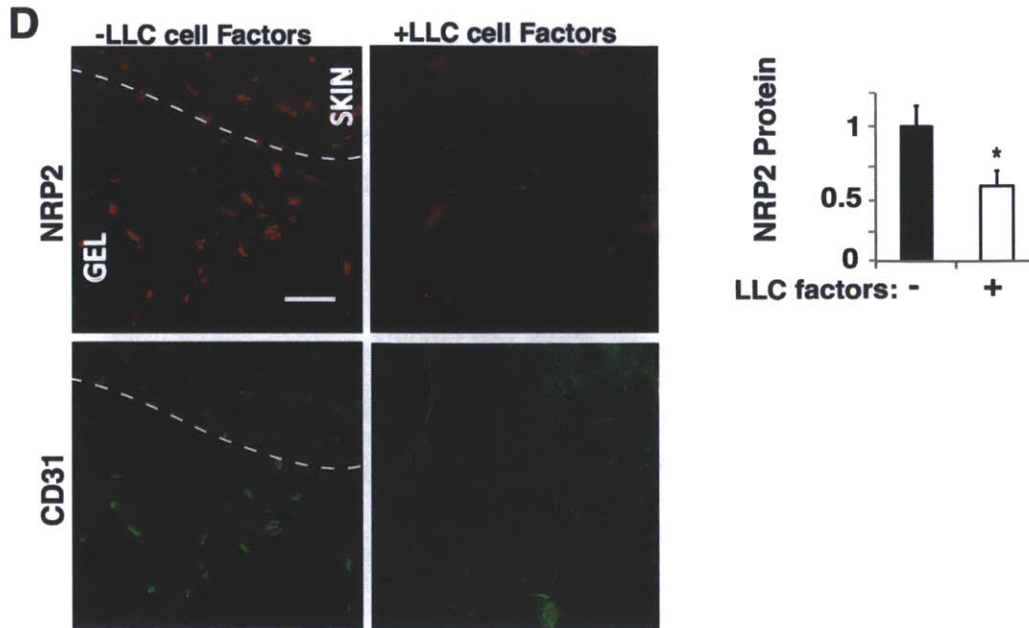 D
-LLC cell Factors
+LLC cell Factors
NRP2
SKIN
GEL
CD31
NRP2 Protein
1
*
0.5
0
LLC factors: - +